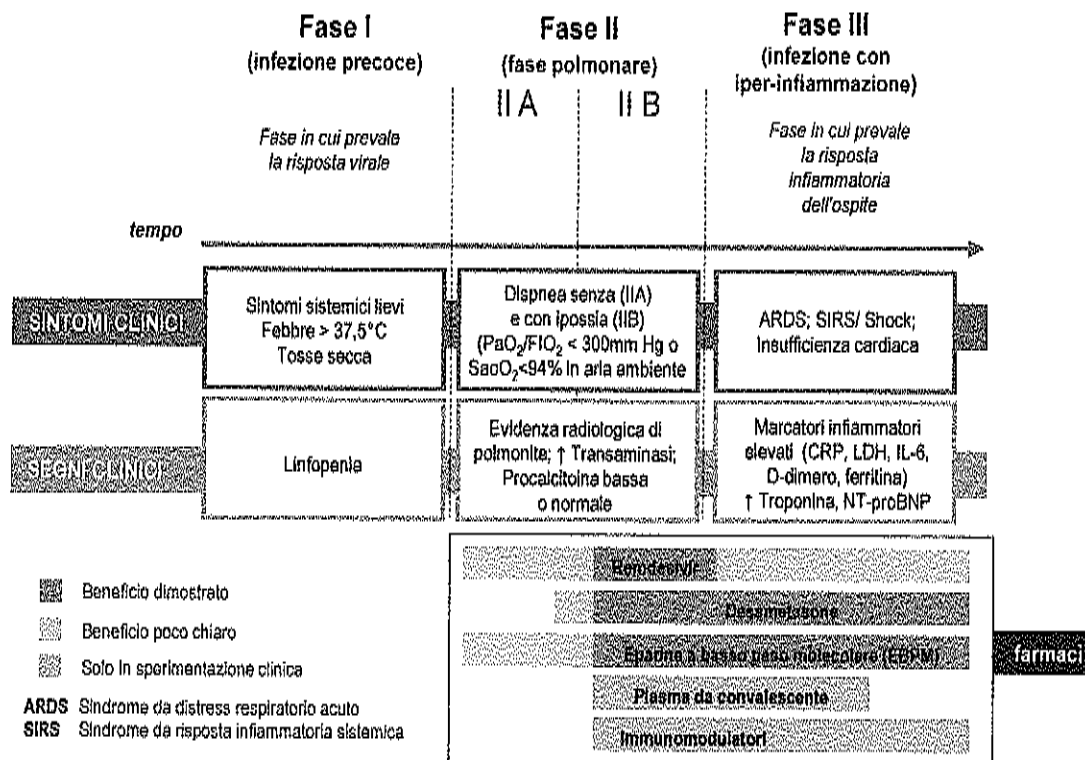 Fase I
(infezione precoce)
Fase II
(fase polmonare)
Fase III
(infezione con
iper-infiammazione)
II A
II B
Fase in cui prevale
la risposta virale
Fase in cui prevale
la risposta
infiammatoria
dell'ospite
tempo
SINTOMI CLINICI
Sintomi sistemici lievi
Febbre > 37,5°C
Tosse secca
Dispnea senza (IIA)
e con ipossia (IIB)
(PaO₂/FiO₂ < 300mm Hg o
SaoO₂<94% in aria ambiente
ARDS; SIRS/ Shock;
Insufficienza cardiaca
SEGNI CLINICI
Linfopenia
Evidenza radiologica di
polmonite; ↑ Transaminasi;
Procalcitoina bassa
o normale
Marcatori infiammatori
elevati (CRP, LDH, IL-6,
D-dimero, ferritina)
↑ Troponina, NT-proBNP
Beneficio dimostrato
Beneficio poco chiaro
Solo in sperimentazione clinica
ARDS Sindrome da distress respiratorio acuto
SIRS Sindrome da risposta infiammatoria sistemica
Remdesivir
Desametasone
Eparine a basso peso molecolare (EBPM)
Plasma da convalescente
Immunomodulatori
farmaci